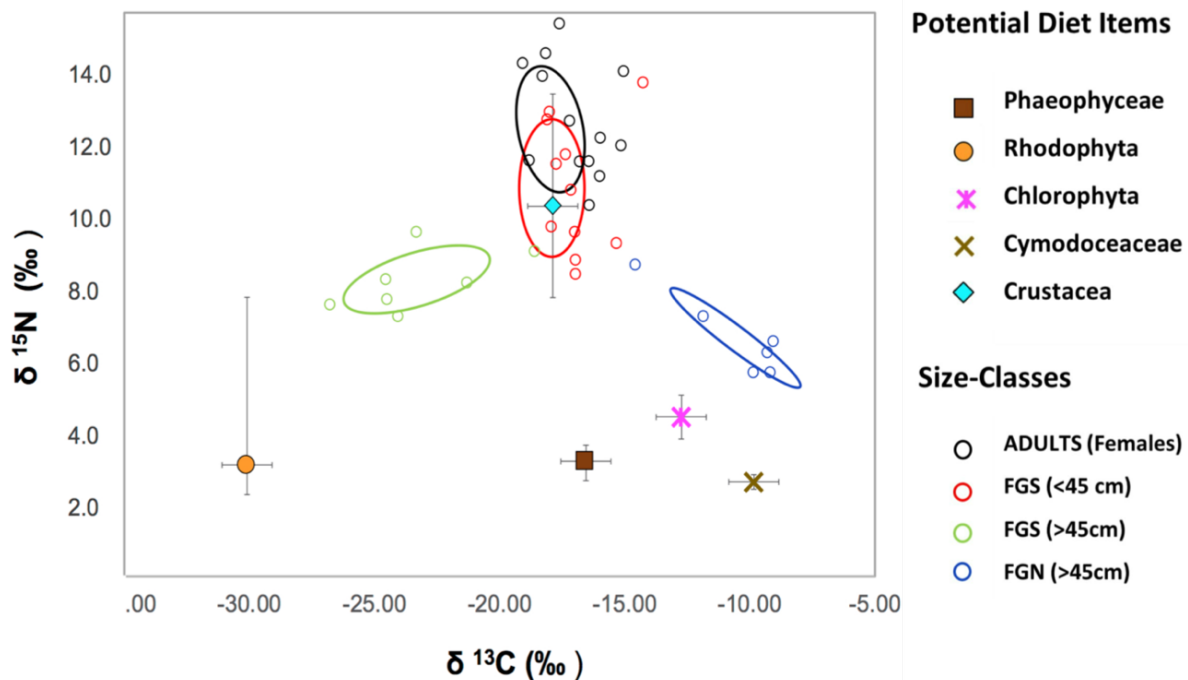 14.0
12.0
10.0
8.0
6.0
4.0
2.0
δ 15N (‰ )
.00 -30.00 -25.00 -20.00 -15.00 -10.00 -5.00
δ 13C (‰ )
Potential Diet Items
Phaeophyceae
Rhodophyta
Chlorophyta
Cymodoceaceae
Crustacea
Size-Classes
ADULTS (Females)
FGS (<45 cm)
FGS (>45cm)
FGN (>45cm)